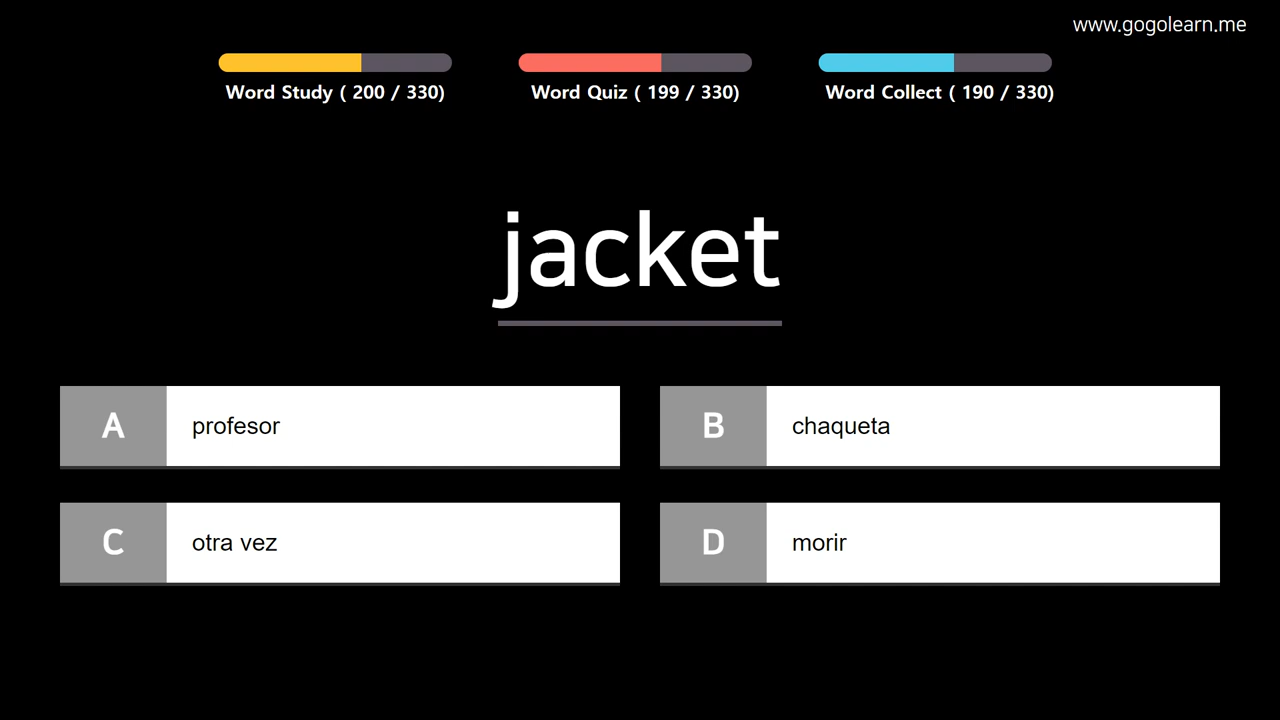 www.gogolearn.me
Word Study ( 200 / 330)
Word Quiz ( 199 / 330)
Word Collect ( 190 / 330)
jacket
A
profesor
B
chaqueta
C
otra vez
D
morir